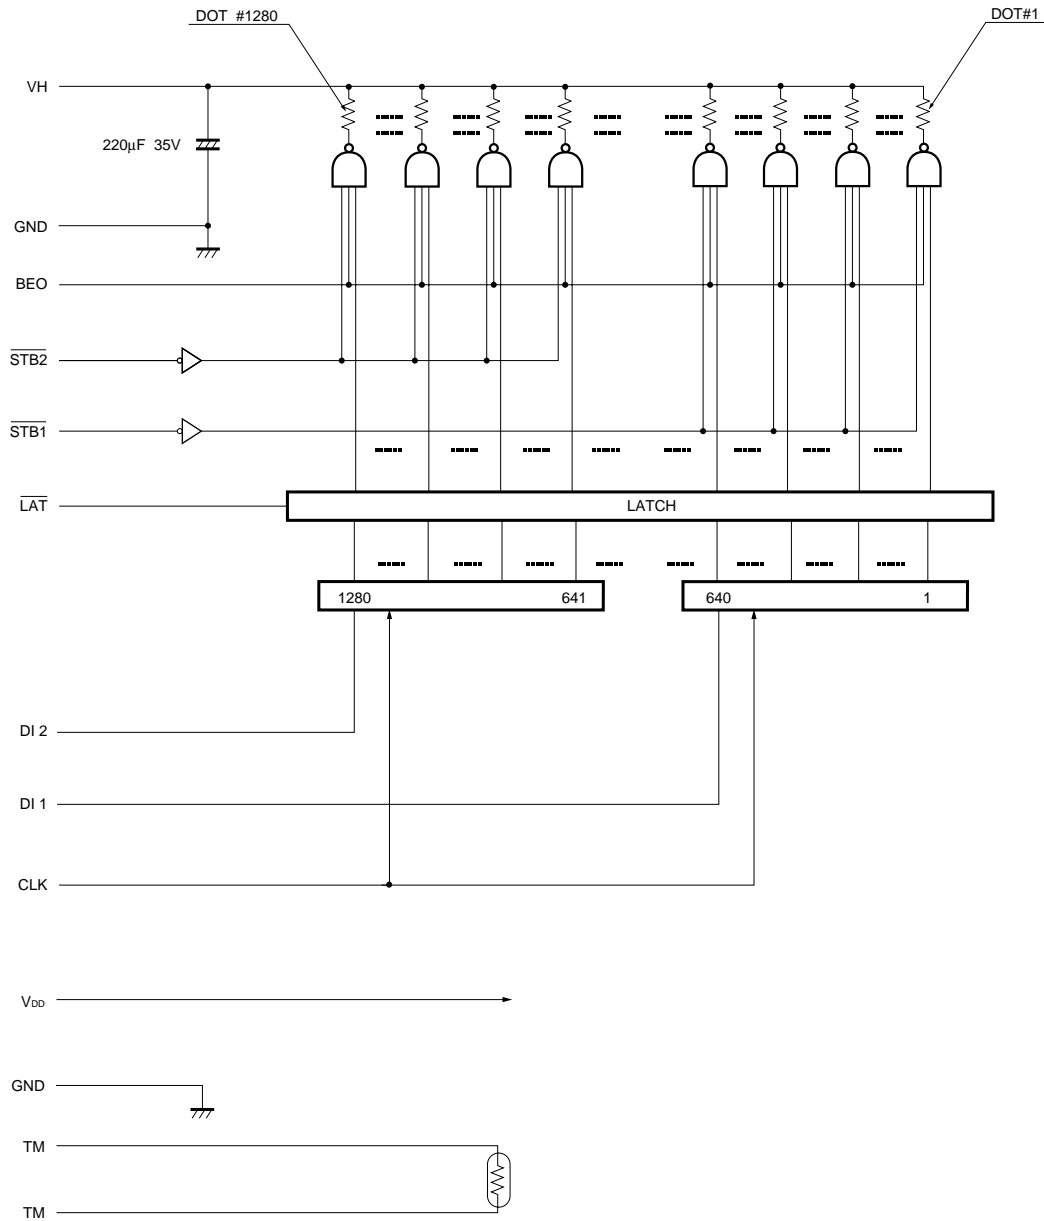 DOT #1280
DOT#1
VH
220μF 35V
GND
BEO
STB2
STB1
LAT
LATCH
1280
641
640
1
DI 2
DI 1
CLK
VDD
GND
TM
TM